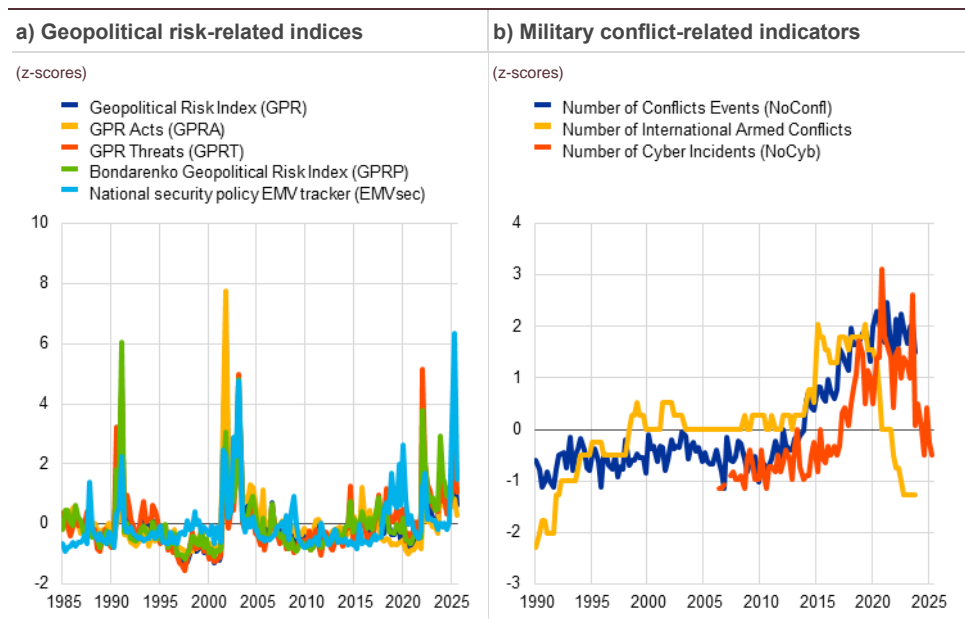 a) Geopolitical risk-related indices
(z-scores)
Geopolitical Risk Index (GPR)
GPR Acts (GPRA)
GPR Threats (GPRT)
Bondarenko Geopolitical Risk Index (GPRP)
National security policy EMV tracker (EMVsec)
10
8
6
4
2
0
-2
1985 1990 1995 2000 2005 2010 2015 2020 2025
b) Military conflict-related indicators
(z-scores)
Number of Conflicts Events (NoConfl)
Number of International Armed Conflicts
Number of Cyber Incidents (NoCyb)
4
3
2
1
0
-1
-2
-3
1990 1995 2000 2005 2010 2015 2020 2025